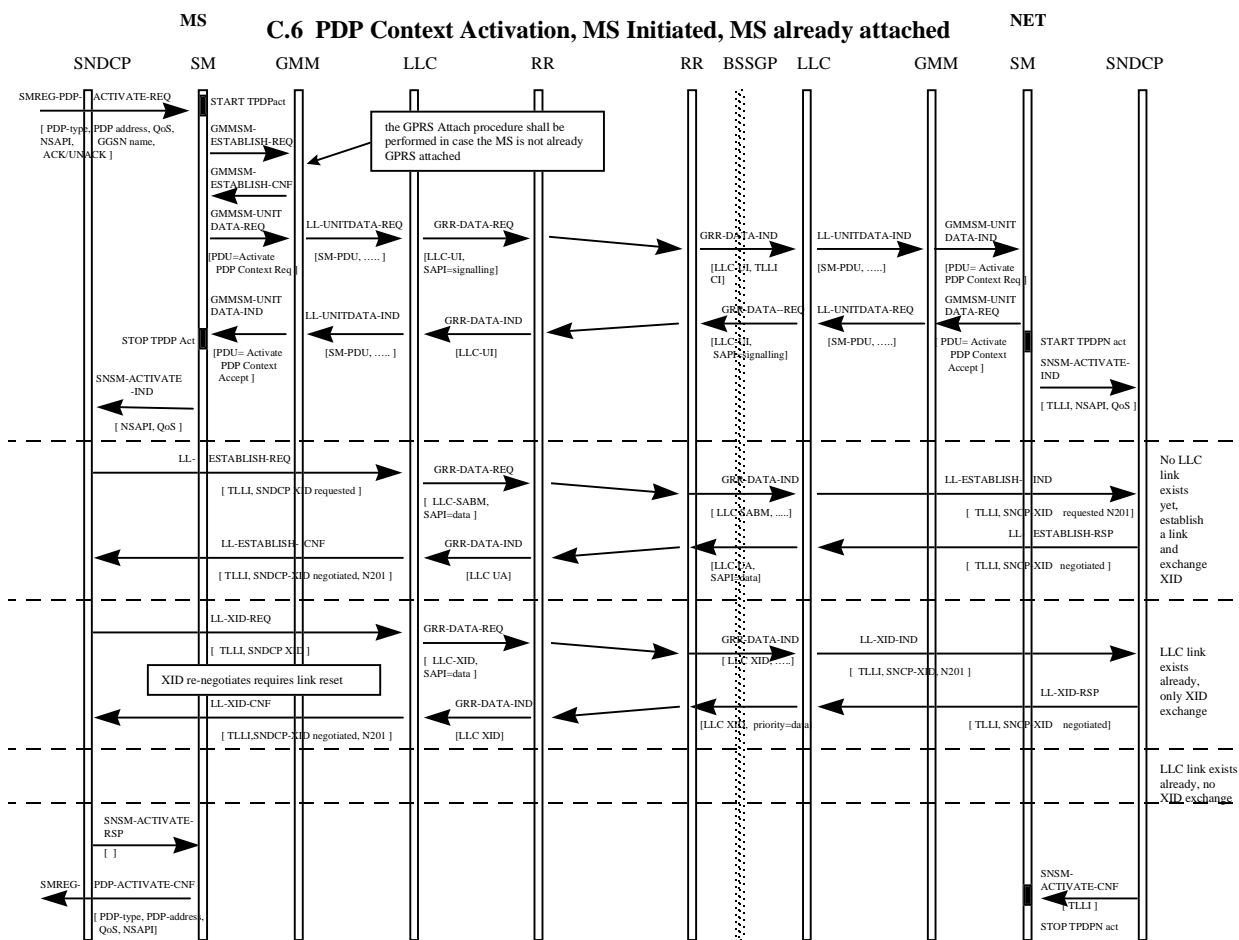 MS
NET
C.6 PDP Context Activation, MS Initiated, MS already attached
SNDCP SM GMM LLC RR RR BSSGP LLC GMM SM SNDCP
SMREG-PDP- ACTIVATE-REQ
START TPDPact
[ PDP-type, PDP address, QoS,
NSAPI, GGSN name,
ACK/UNACK ]
GMMSM-
ESTABLISH-REQ
the GPRS Attach procedure shall be
performed in case the MS is not already
GPRS attached
GMMSM-
ESTABLISH-CNF
GMMSM-UNIT
DATA-REQ
LL-UNITDATA-REQ
GRR-DATA-REQ
GRR-DATA-IND
LL-UNITDATA-IND
GMMSM-UNIT
DATA-IND
[PDU=Activate
PDP Context Req ]
[SM-PDU, ..... ]
[LLC-UI,
SAPI=signalling]
[LLC-UI, TLLI
CI]
[SM-PDU, ......]
[PDU= Activate
PDP Context Req ]
GMMSM-UNIT
DATA-IND
LL-UNITDATA-IND
GRR-DATA-IND
GRR-DATA--REQ
LL-UNITDATA-REQ
GMMSM-UNIT
DATA-REQ
STOP TPDP Act
[PDU= Activate
PDP Context
Accept ]
[SM-PDU, ..... ]
[LLC-UI]
[LLC-UI,
SAPI=signalling]
[SM-PDU, .....]
[ PDU= Activate
PDP Context
Accept ]
START TPDPN act
SNSM-ACTIVATE
-IND
[ NSAPI, QoS ]
SNSM-ACTIVATE-
IND
[ TLLI, NSAPI, QoS ]
LL- ESTABLISH-REQ
GRR-DATA-REQ
GRR-DATA-IND
LL-ESTABLISH- IND
[ TLLI, SNDCP XID requested ]
[ LLC-SABM,
SAPI=data ]
[ LLC SABM, .....]
[ TLLI, SNCP-XID requested N201]
LL-ESTABLISH- CNF
GRR-DATA-IND
LL- ESTABLISH-RSP
[ TLLI, SNDCP-XID negotiated, N201 ]
[LLC UA]
[LLC-UA,
SAPI=data]
[ TLLI, SNCP-XID negotiated ]
No LLC
link
exists
yet,
establish
a link
and
exchange
XID
LL-XID-REQ
GRR-DATA-REQ
GRR-DATA-IND
LL-XID-IND
[ TLLI, SNDCP XID ]
[ LLC-XID,
SAPI=data ]
[ LLC XID, .....]
[ TLLI, SNCP-XID, N201 ]
XID re-negotiates requires link reset
LL-XID-CNF
GRR-DATA-IND
LL-XID-RSP
[ TLLI,SNDCP-XID negotiated, N201 ]
[LLC XID]
[LLC XID, priority=data
[TLLI, SNCP-XID negotiated]
LLC link
exists
already,
only XID
exchange
LLC link exists
already, no
XID exchange
SNSM-ACTIVATE-
RSP
[ ]
SMREG- PDP-ACTIVATE-CNF
[ PDP-type, PDP-address,
QoS, NSAPI]
SNSM-
ACTIVATE-CNF
[ TLLI ]
STOP TPDPN act